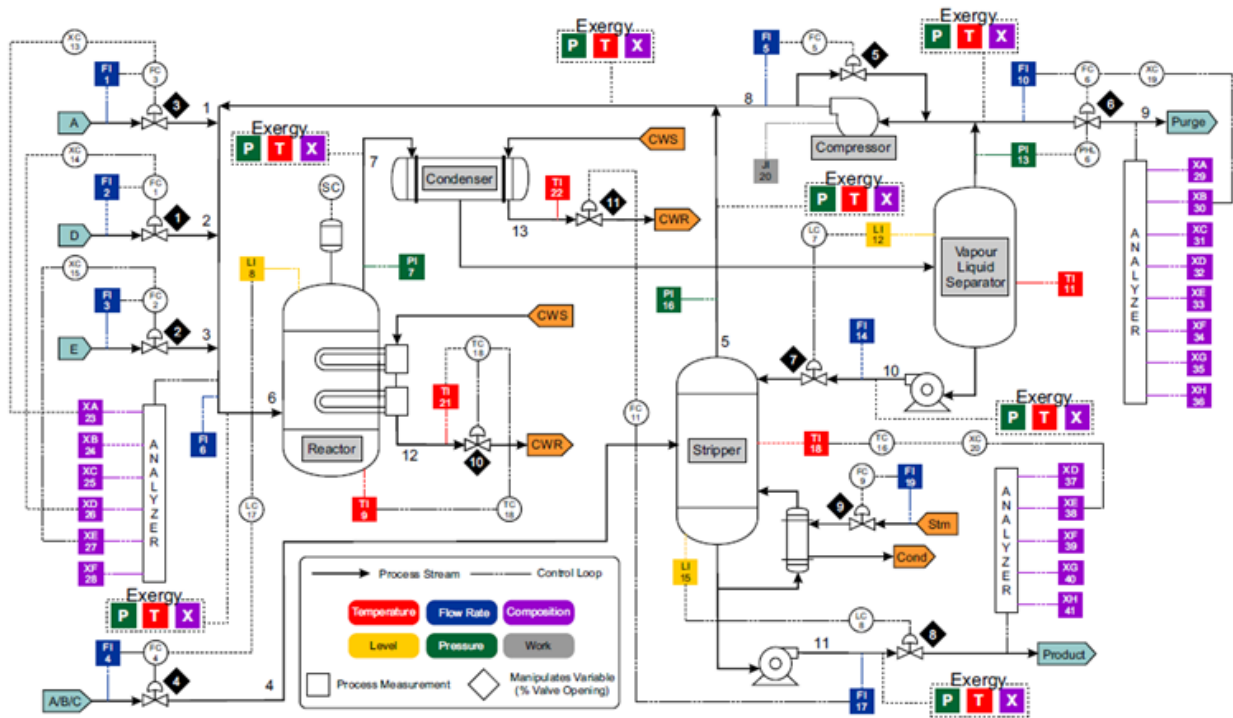 Exergy
P T X
Exergy
P T X
XC
13
FI
1
FC
3
3
A
1
XC
14
FI
2
FC
1
1
D
2
XC
15
FI
3
FC
2
2
E
3
Exergy
P T X
7
SC
Condenser
CWS
TI
22
11
CWR
13
LI
8
PI
7
CWS
6
Reactor
TI
21
TC
18
12
10
CWR
TI
9
TC
18
FI
5
FC
5
5
8
Compressor
JI
20
FI
10
FC
6
XC
19
6
9
Purge
PI
13
PHL
6
Exergy
P T X
LC
7
LI
12
Vapour
Liquid
Separator
TI
11
ANALYZER
XA
29
XB
30
XC
31
XD
32
XE
33
XF
34
XG
35
XH
36
PI
16
5
7
FI
14
10
Exergy
P T X
FC
11
Stripper
TI
18
TC
16
XC
20
FC
9
FI
19
9
Stm
Cond
LI
15
ANALYZER
XD
37
XE
38
XF
39
XG
40
XH
41
LC
8
8
11
Product
FI
17
Exergy
P T X
XA
23
XB
24
XC
25
XD
26
XE
27
XF
28
ANALYZER
FI
6
LC
17
Exergy
P T X
FI
4
FC
4
4
A/B/C
4
Process Stream
Control Loop
Temperature
Flow Rate
Composition
Level
Pressure
Work
Process Measurement
Manipulates Variable
(% Valve Opening)